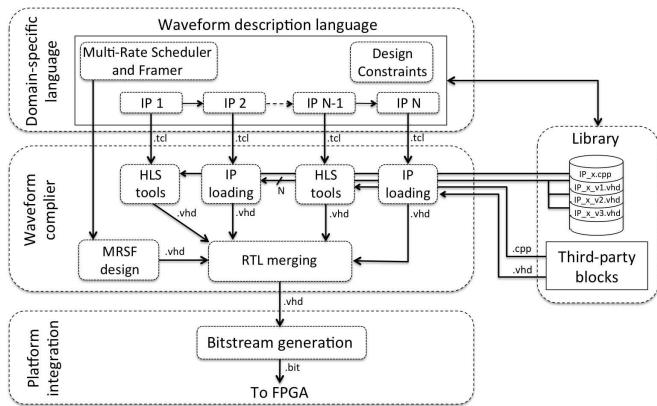 Waveform description language
Domain-specific
language
Multi-Rate Scheduler
and Framer
Design
Constraints
IP 1
IP 2
IP N-1
IP N
.tcl
.tcl
.tcl
.tcl
Library
IP_x.cpp
IP_x_v1.vhd
IP_x_v2.vhd
IP_x_v3.vhd
Third-party
blocks
.cpp
.vhd
Waveform
complier
HLS
tools
IP
loading
N
HLS
tools
IP
loading
.vhd
.vhd
.vhd
.vhd
MRSF
design
.vhd
RTL merging
.vhd
Platform
integration
Bitstream generation
.bit
To FPGA